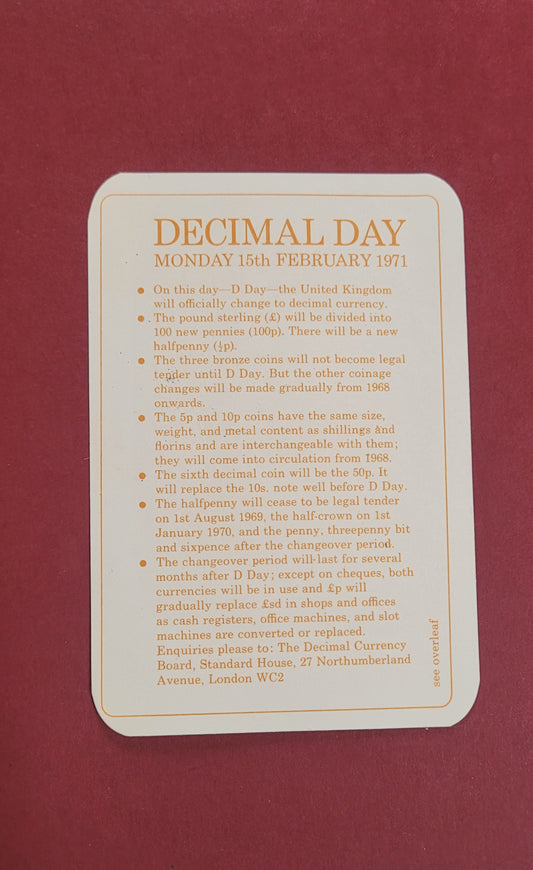 DECIMAL DAY
MONDAY 15th FEBRUARY 1971
● On this day—D Day—the United Kingdom
will officially change to decimal currency.
● The pound sterling (£) will be divided into
100 new pennies (100p). There will be a new
halfpenny (½p).
● The three bronze coins will not become legal
tender until D Day. But the other coinage
changes will be made gradually from 1968
onwards.
● The 5p and 10p coins have the same size,
weight, and metal content as shillings and
florins and are interchangeable with them;
they will come into circulation from 1968.
● The sixth decimal coin will be the 50p. It
will replace the 10s. note well before D Day.
● The halfpenny will cease to be legal tender
on 1st August 1969, the half-crown on 1st
January 1970, and the penny, threepenny bit
and sixpence after the changeover period.
● The changeover period will last for several
months after D Day; except on cheques, both
currencies will be in use and £p will
gradually replace £sd in shops and offices
as cash registers, office machines, and slot
machines are converted or replaced.
Enquiries please to: The Decimal Currency
Board, Standard House, 27 Northumberland
Avenue, London WC2
see overleaf